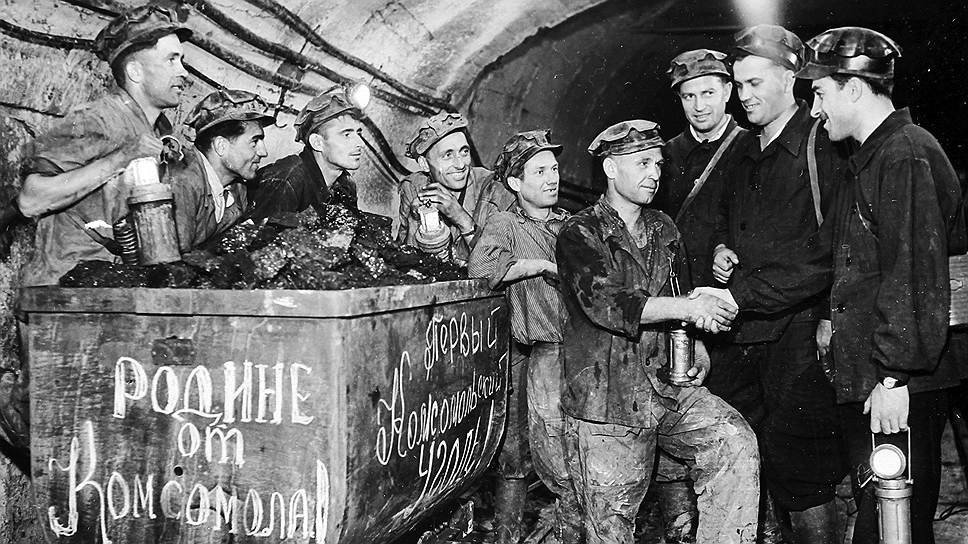 РОДИНЕ
от
Комсомола!
Первый
Комсомольский
уголь!